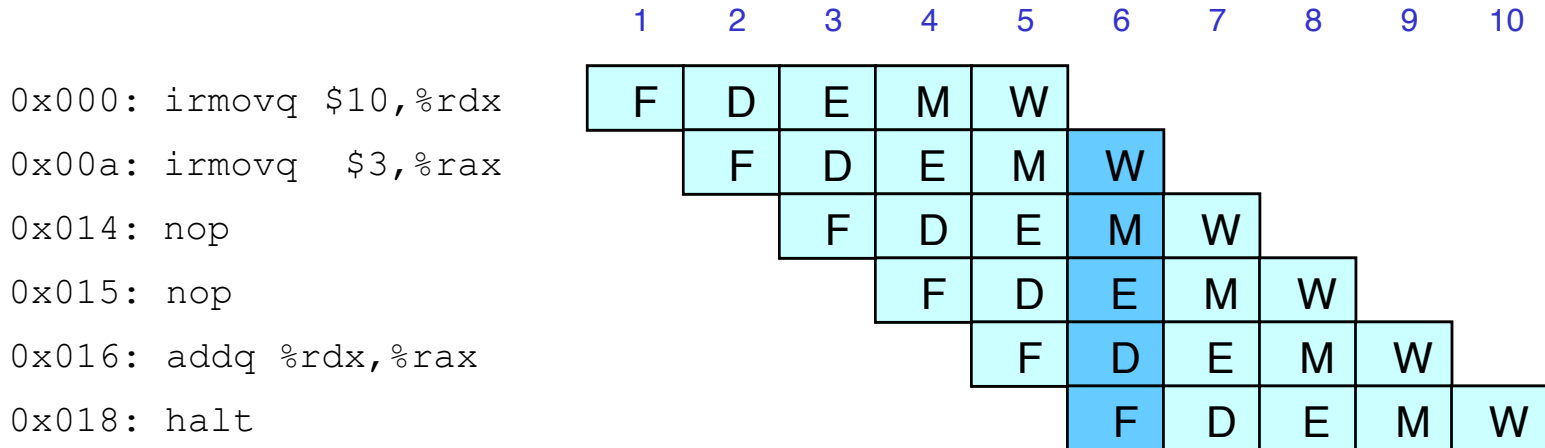 1 2 3 4 5 6 7 8 9 10
0x000: irmovq $10,%rdx F D E M W
0x00a: irmovq  $3,%rax F D E M W
0x014: nop F D E M W
0x015: nop F D E M W
0x016: addq %rdx,%rax F D E M W
0x018: halt F D E M W